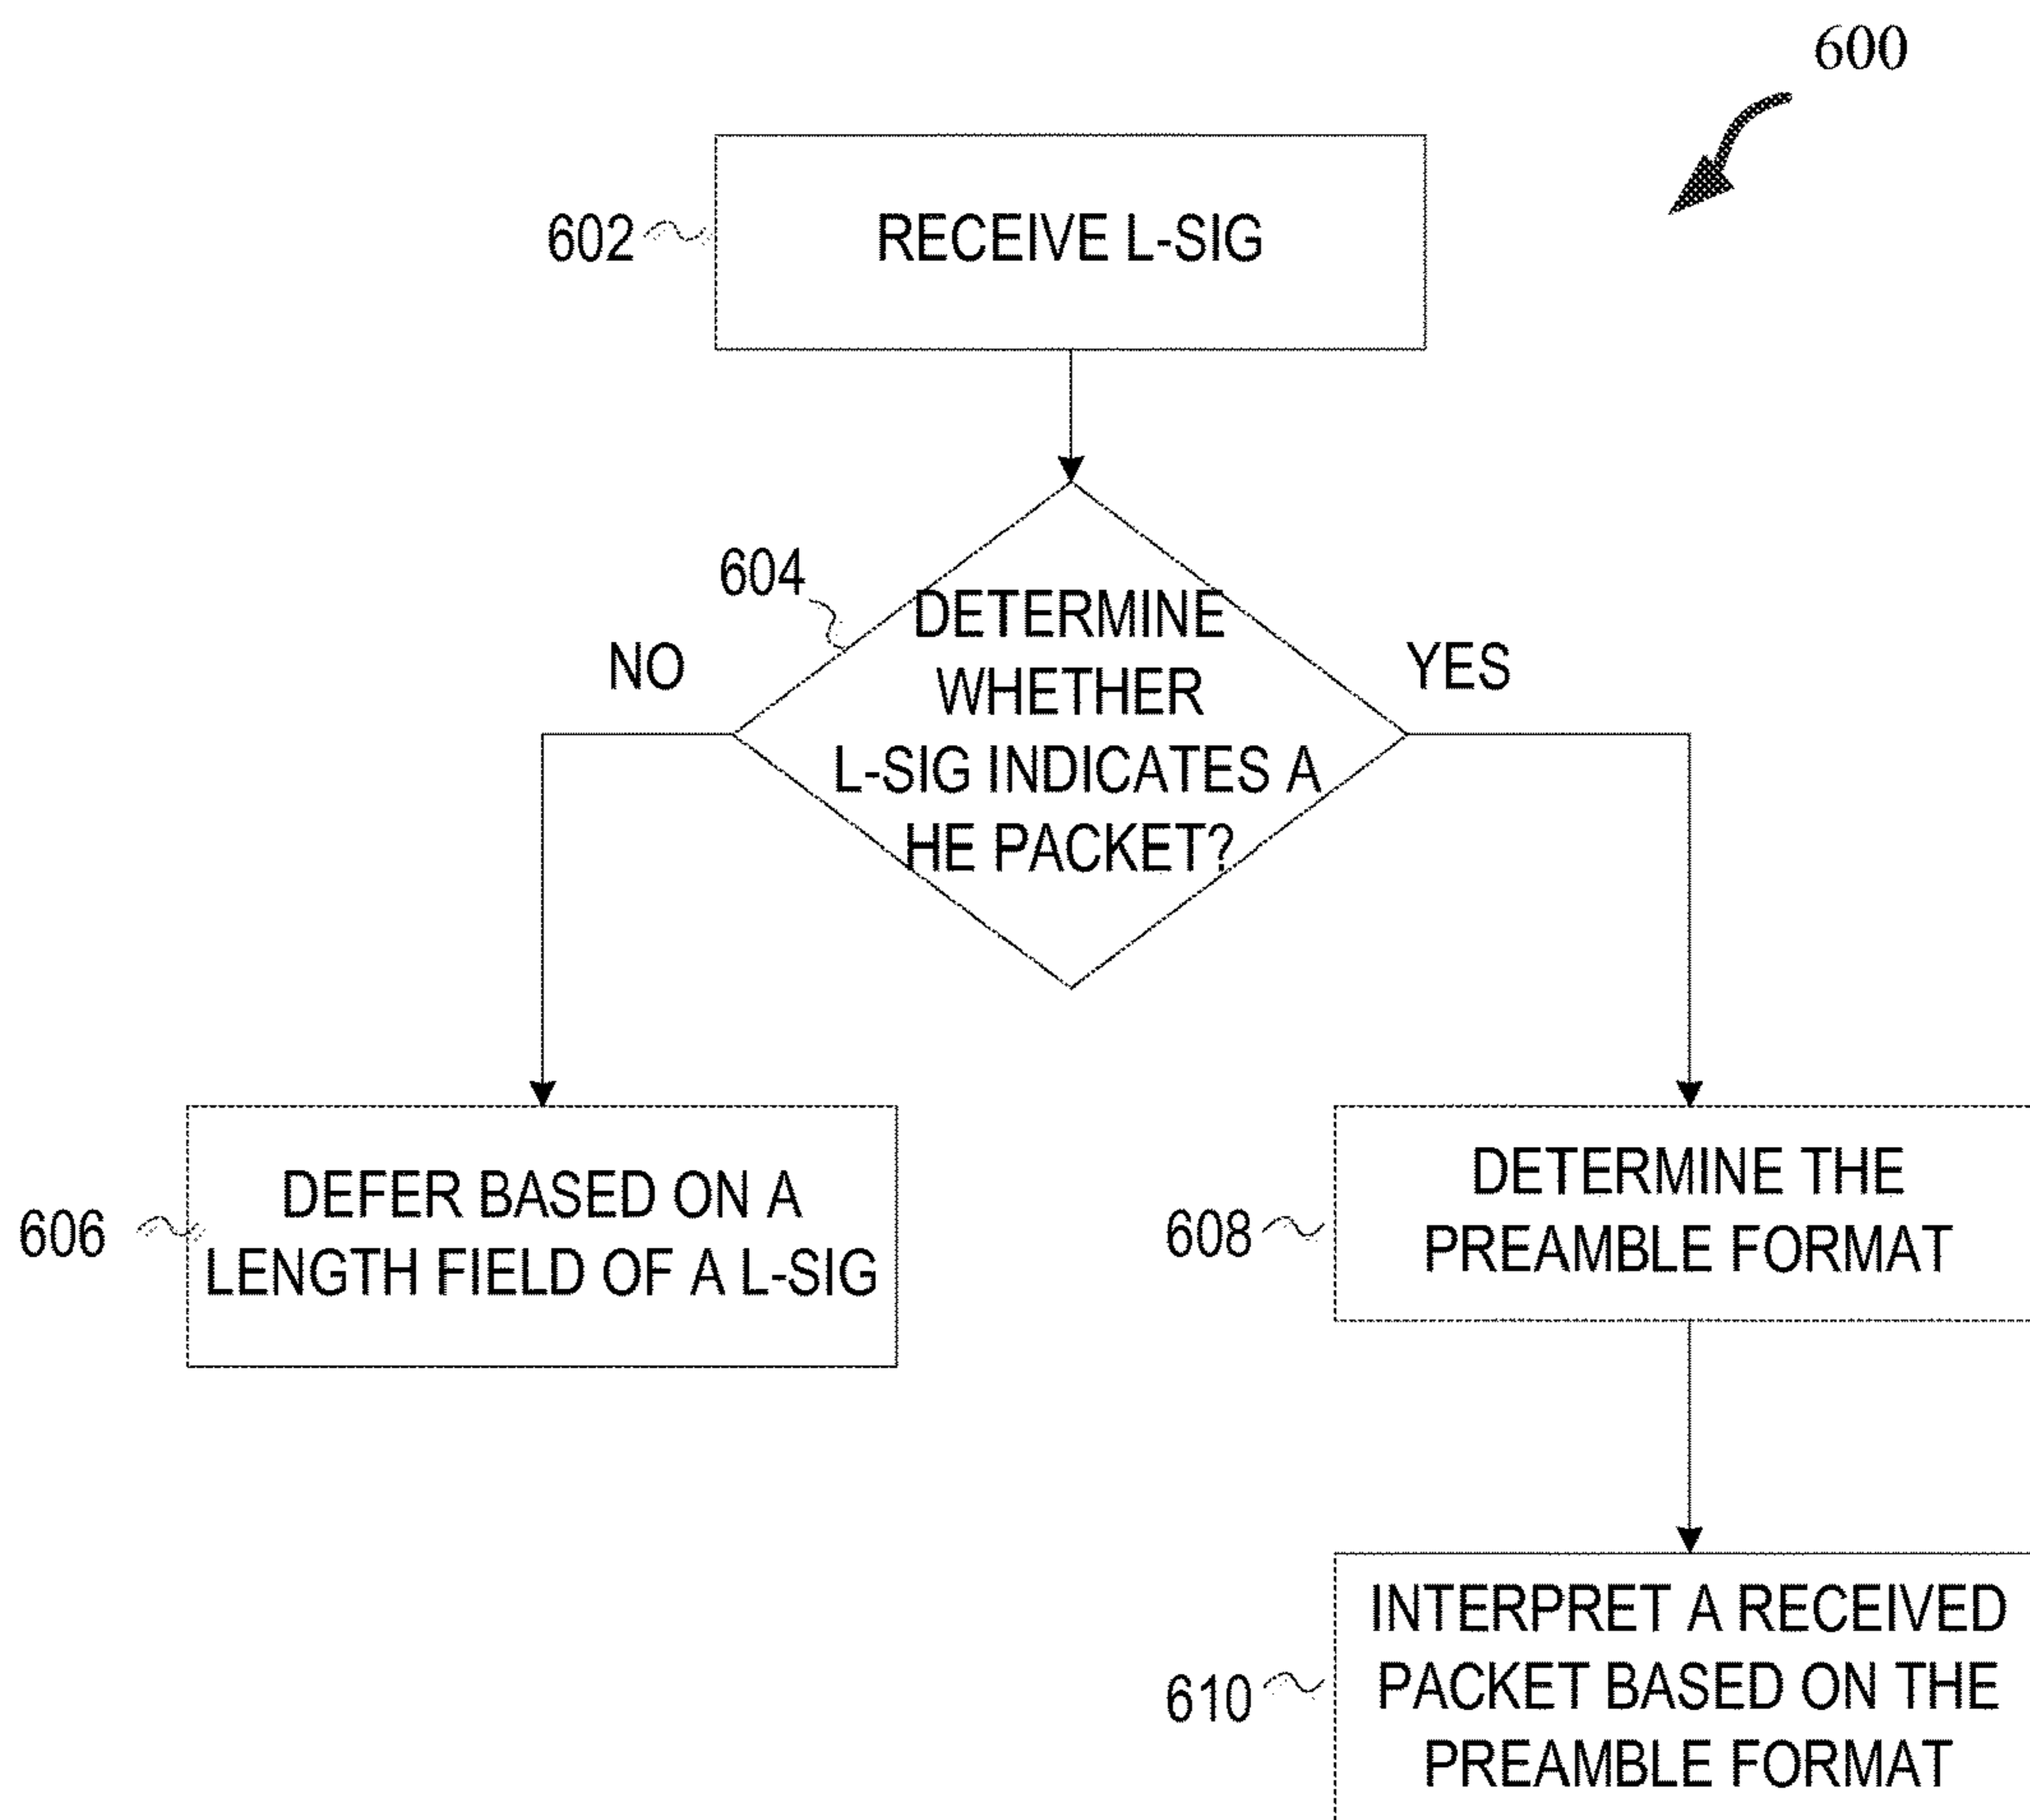 600
602
RECEIVE L-SIG
604
DETERMINE
WHETHER
L-SIG INDICATES A
HE PACKET?
NO
YES
606
DEFER BASED ON A
LENGTH FIELD OF A L-SIG
608
DETERMINE THE
PREAMBLE FORMAT
610
INTERPRET A RECEIVED
PACKET BASED ON THE
PREAMBLE FORMAT